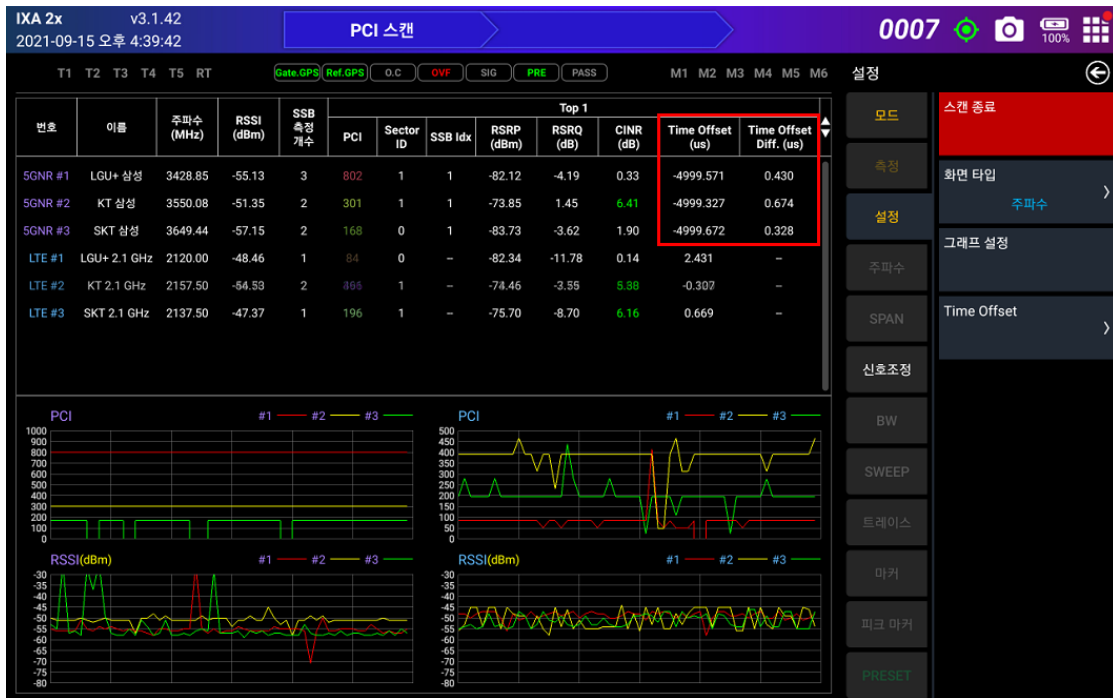 IXA 2x v3.1.42
2021-09-15 오후 4:39:42
PCI 스캔
0007
100%
T1 T2 T3 T4 T5 RT
Gate.GPS Ref.GPS O.C OVF SIG PRE PASS
M1 M2 M3 M4 M5 M6
설정
번호 이름 주파수 (MHz) RSSI (dBm) SSB 측정 개수 Top 1
PCI Sector ID SSB Idx RSRP (dBm) RSRQ (dB) CINR (dB) Time Offset (us) Time Offset Diff. (us)
5GNR #1 LGU+ 삼성 3428.85 -55.13 3 802 1 1 -82.12 -4.19 0.33 -4999.571 0.430
5GNR #2 KT 삼성 3550.08 -51.35 2 301 1 1 -73.85 1.45 6.41 -4999.327 0.674
5GNR #3 SKT 삼성 3649.44 -57.15 2 168 0 1 -83.73 -3.62 1.90 -4999.672 0.328
LTE #1 LGU+ 2.1 GHz 2120.00 -48.46 1 84 0 – -82.34 -11.78 0.14 2.431 –
LTE #2 KT 2.1 GHz 2157.50 -54.53 2 1 – -74.46 -3.55 5.38 -0.307 –
LTE #3 SKT 2.1 GHz 2137.50 -47.37 1 196 1 – -75.70 -8.70 6.16 0.669 –
모드
측정
설정
주파수
SPAN
신호조정
BW
SWEEP
트레이스
마커
피크 마커
PRESET
스캔 종료
화면 타입
주파수
그래프 설정
Time Offset
PCI #1 #2 #3
1000
900
800
700
600
500
400
300
200
100
0
PCI #1 #2 #3
500
450
400
350
300
250
200
150
100
50
0
RSSI(dBm) #1 #2 #3
-30
-35
-40
-45
-50
-55
-60
-65
-70
-75
-80
RSSI(dBm) #1 #2 #3
-30
-35
-40
-45
-50
-55
-60
-65
-70
-75
-80